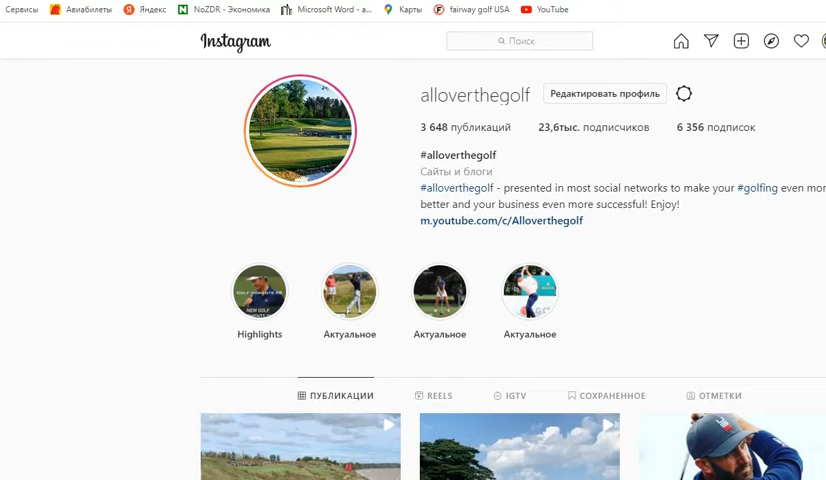 Сервисы Авиабилеты Яндекс NoZDR - Экономика Microsoft Word - a... Карты fairway golf USA YouTube
Instagram Поиск
alloverthegolf Редактировать профиль
3 648 публикаций 23,6тыс. подписчиков 6 356 подписок
#alloverthegolf
Сайты и блоги
#alloverthegolf - presented in most social networks to make your #golfing even mor
better and your business even more successful! Enjoy!
m.youtube.com/c/Alloverthegolf
Highlights Актуальное Актуальное Актуальное
ПУБЛИКАЦИИ REELS IGTV СОХРАНЕННОЕ ОТМЕТКИ